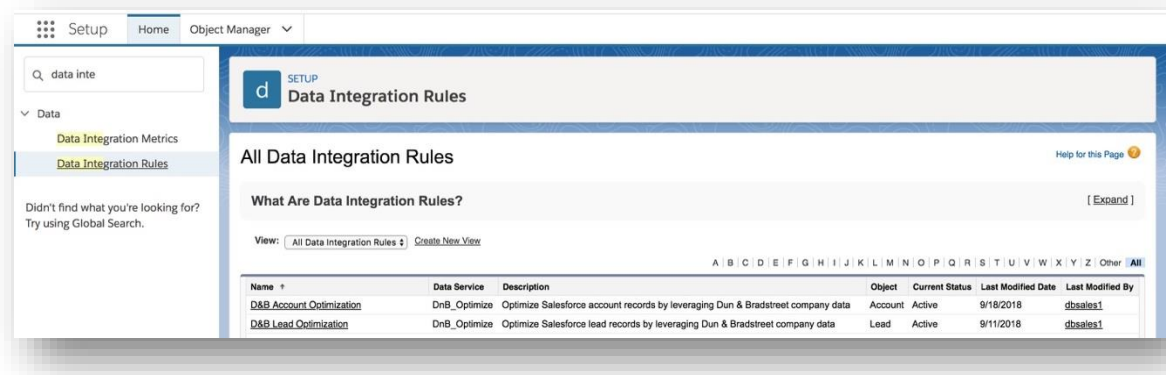 Setup Home Object Manager
data inte
Data
Data Integration Metrics
Data Integration Rules
Didn't find what you're looking for?
Try using Global Search.
d
SETUP
Data Integration Rules
All Data Integration Rules
Help for this Page ?
What Are Data Integration Rules?
[ Expand ]
View: All Data Integration Rules Create New View
A | B | C | D | E | F | G | H | I | J | K | L | M | N | O | P | Q | R | S | T | U | V | W | X | Y | Z | Other | All
Name ↑ Data Service Description Object Current Status Last Modified Date Last Modified By
D&B Account Optimization DnB_Optimize Optimize Salesforce account records by leveraging Dun & Bradstreet company data Account Active 9/18/2018 dbsales1
D&B Lead Optimization DnB_Optimize Optimize Salesforce lead records by leveraging Dun & Bradstreet company data Lead Active 9/11/2018 dbsales1